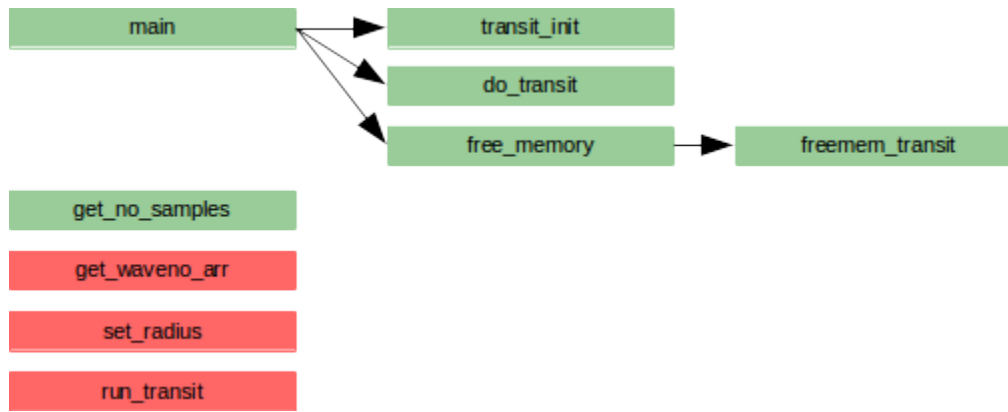 main
transit_init
do_transit
free_memory
freemem_transit
get_no_samples
get_waveno_arr
set_radius
run_transit